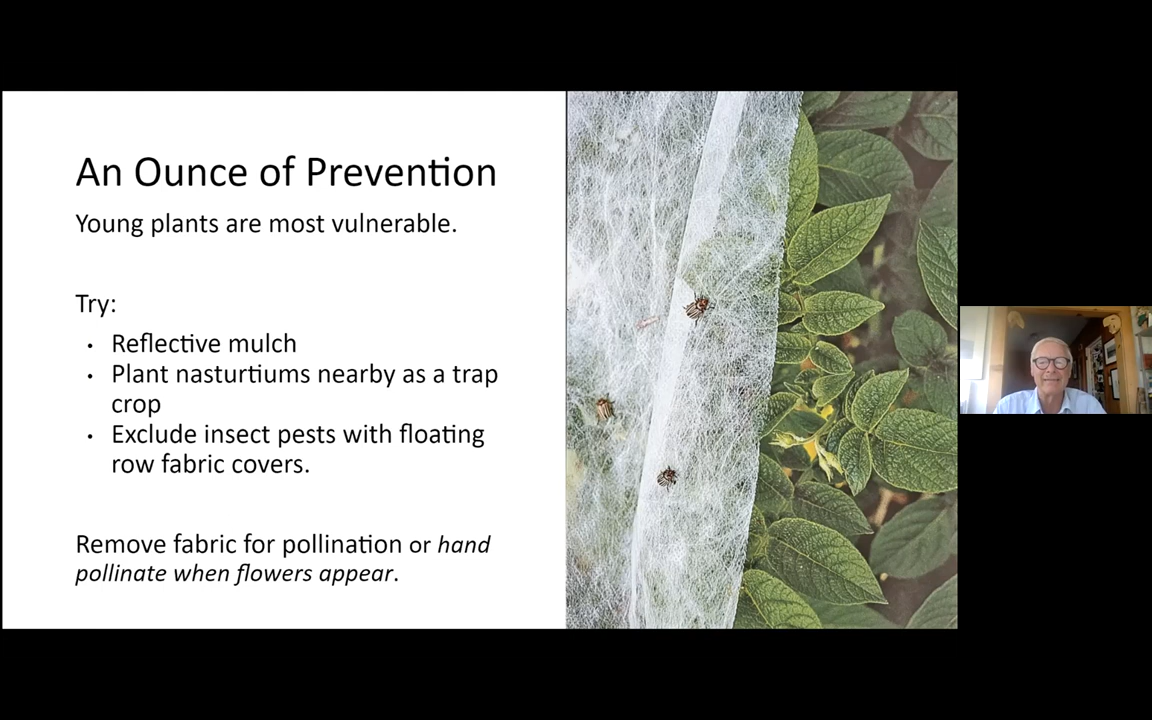 An Ounce of Prevention
Young plants are most vulnerable.
Try:
• Reflective mulch
• Plant nasturtiums nearby as a trap
crop
• Exclude insect pests with floating
row fabric covers.
Remove fabric for pollination or hand
pollinate when flowers appear.